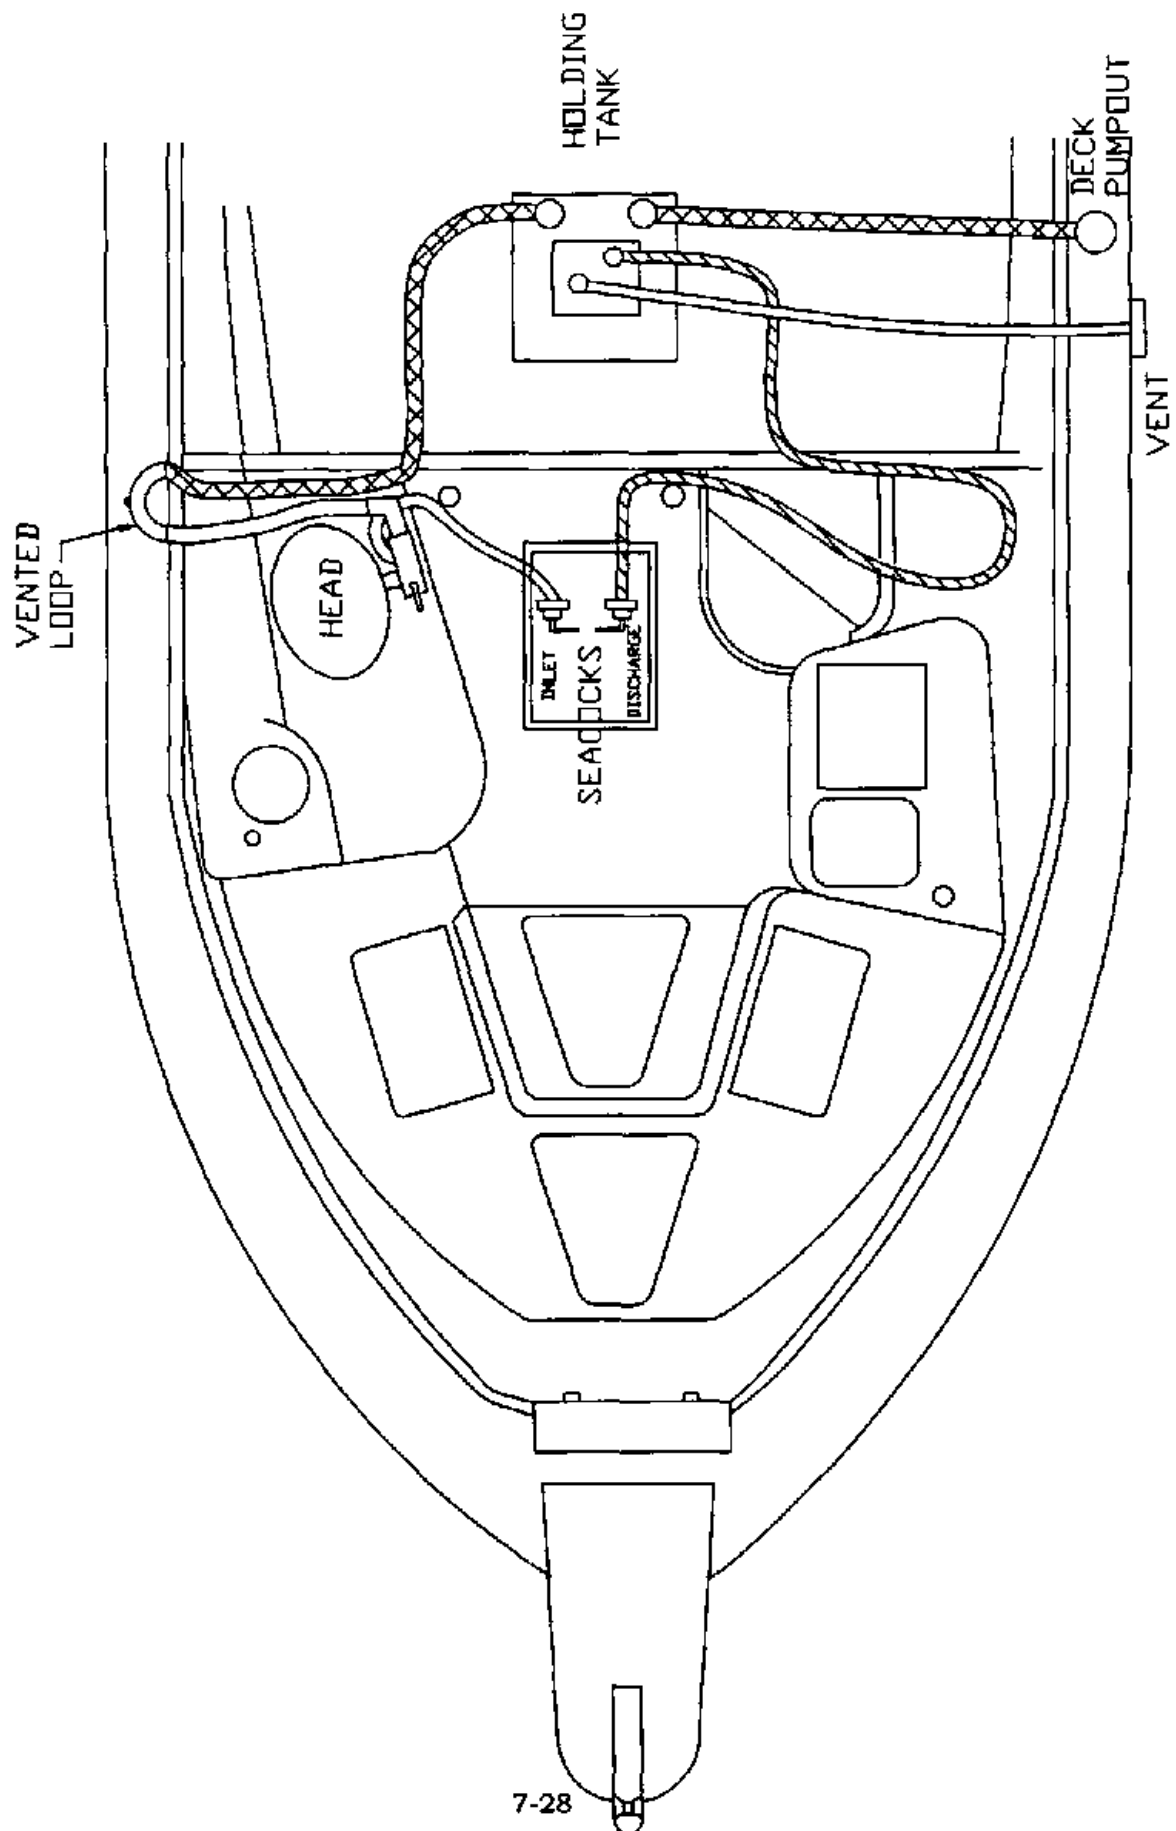 HOLDING
TANK
DECK
PUMPOUT
VENT
VENTED
LOOP
HEAD
INLET
SEACOCKS
DISCHARGE
7-28